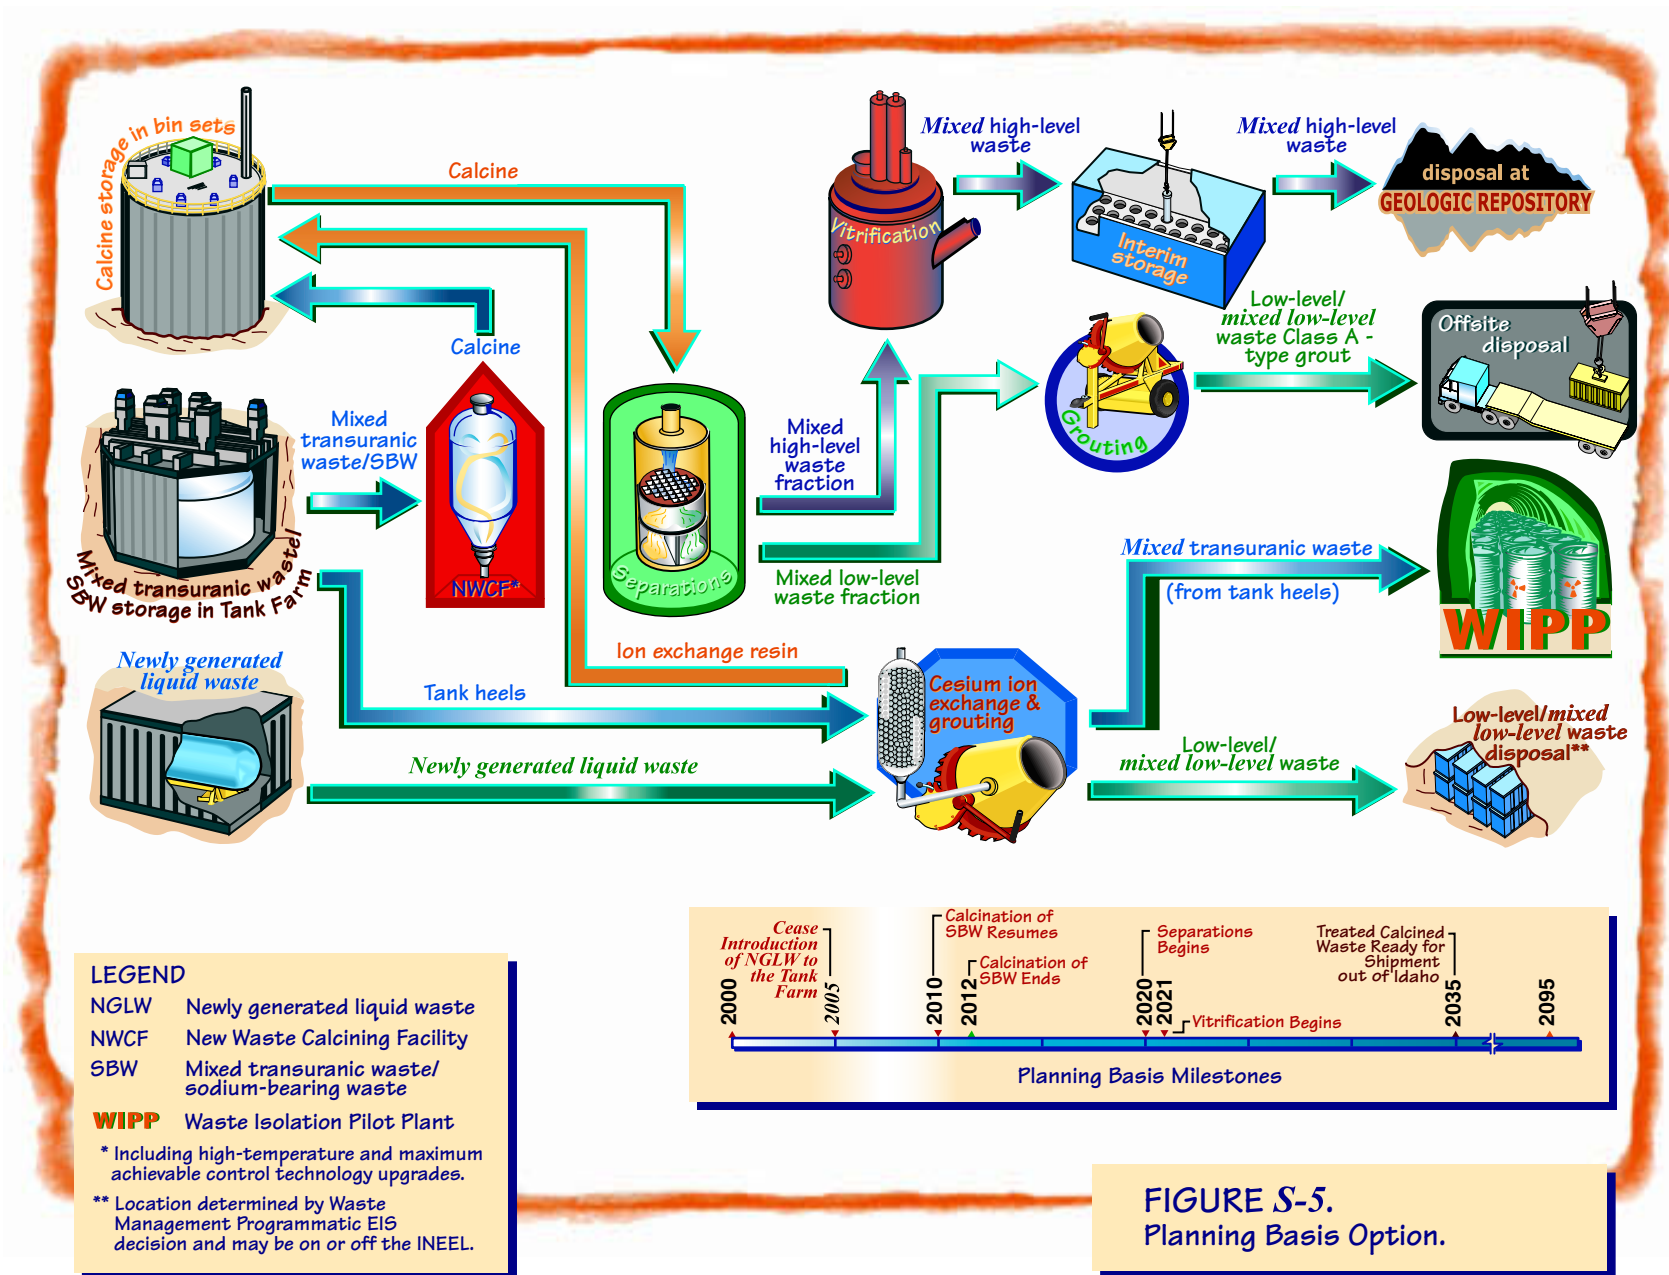 Calcine storage in bin sets
Calcine
Calcine
Mixed
transuranic
waste/SBW
Mixed transuranic waste/
SBW storage in Tank Farm
NWCF*
Separations
Mixed
high-level
waste
fraction
Mixed low-level
waste fraction
Vitrification
Mixed high-level
waste
Interim
storage
Mixed high-level
waste
disposal at
GEOLOGIC REPOSITORY
Grouting
Low-level/
mixed low-level
waste Class A -
type grout
Offsite
disposal
Mixed transuranic waste
(from tank heels)
WIPP
Newly generated
liquid waste
Ion exchange resin
Tank heels
Newly generated liquid waste
Cesium ion
exchange &
grouting
Low-level/
mixed low-level waste
Low-level/mixed
low-level waste
disposal**
LEGEND
NGLW Newly generated liquid waste
NWCF New Waste Calcining Facility
SBW Mixed transuranic waste/
sodium-bearing waste
WIPP Waste Isolation Pilot Plant
* Including high-temperature and maximum
achievable control technology upgrades.
** Location determined by Waste
Management Programmatic EIS
decision and may be on or off the INEEL.
2000
Cease
Introduction
of NGLW to
the Tank
Farm
2005
Calcination of
SBW Resumes
2010
Calcination of
SBW Ends
2012
Separations
Begins
2020
2021
Vitrification Begins
Treated Calcined
Waste Ready for
Shipment
out of Idaho
2035
2095
Planning Basis Milestones
FIGURE S-5.
Planning Basis Option.